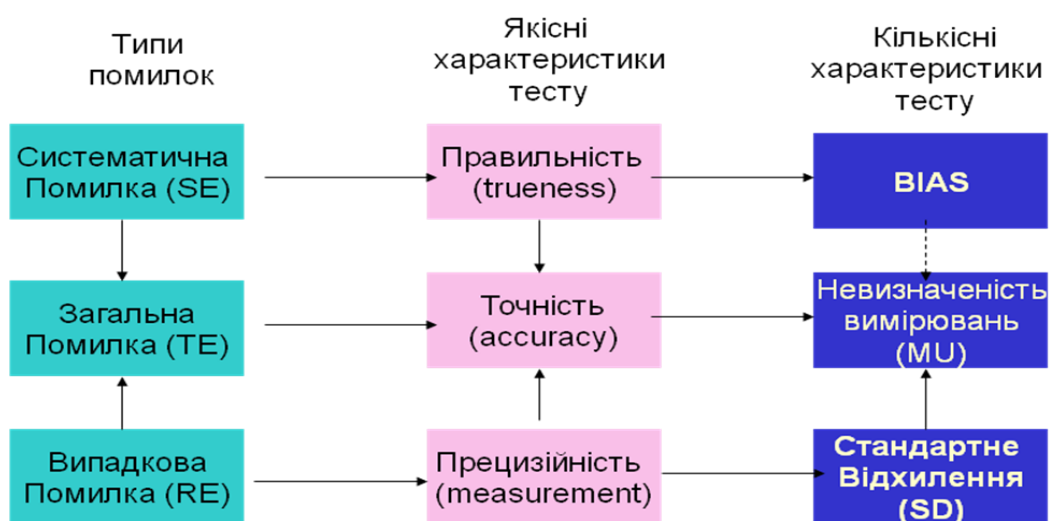 Типи
помилок
Якісні
характеристики
тесту
Кількісні
характеристики
тесту
Систематична
Помилка (SE)
Правильність
(trueness)
BIAS
Загальна
Помилка (TE)
Точність
(accuracy)
Невизначеність
вимірювань
(MU)
Випадкова
Помилка (RE)
Прецизійність
(measurement)
Стандартне
Відхилення
(SD)